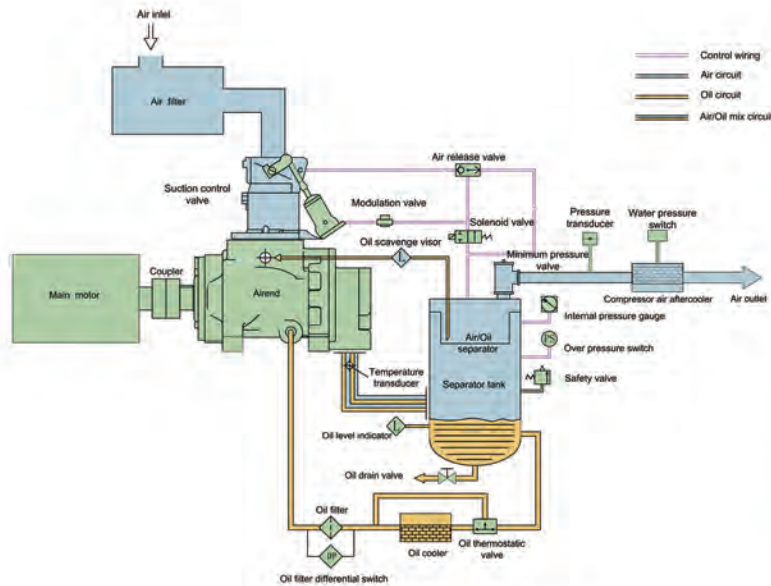 Air inlet
Air filter
Control wiring
Air circuit
Oil circuit
Air/Oil mix circuit
Suction control
valve
Air release valve
Modulation valve
Solenoid valve
Pressure
transducer
Water pressure
switch
Oil scavenge visor
Minimum pressure
valve
Main motor
Coupler
Airend
Compressor air aftercooler
Air outlet
L
Internal pressure gauge
Air/Oil
separator
PS
Over pressure switch
Temperature
transducer
Separator tank
Safety valve
L
Oil level indicator
Oil drain valve
Oil filter
Oil cooler
Oil thermostatic
valve
DP
Oil filter differential switch